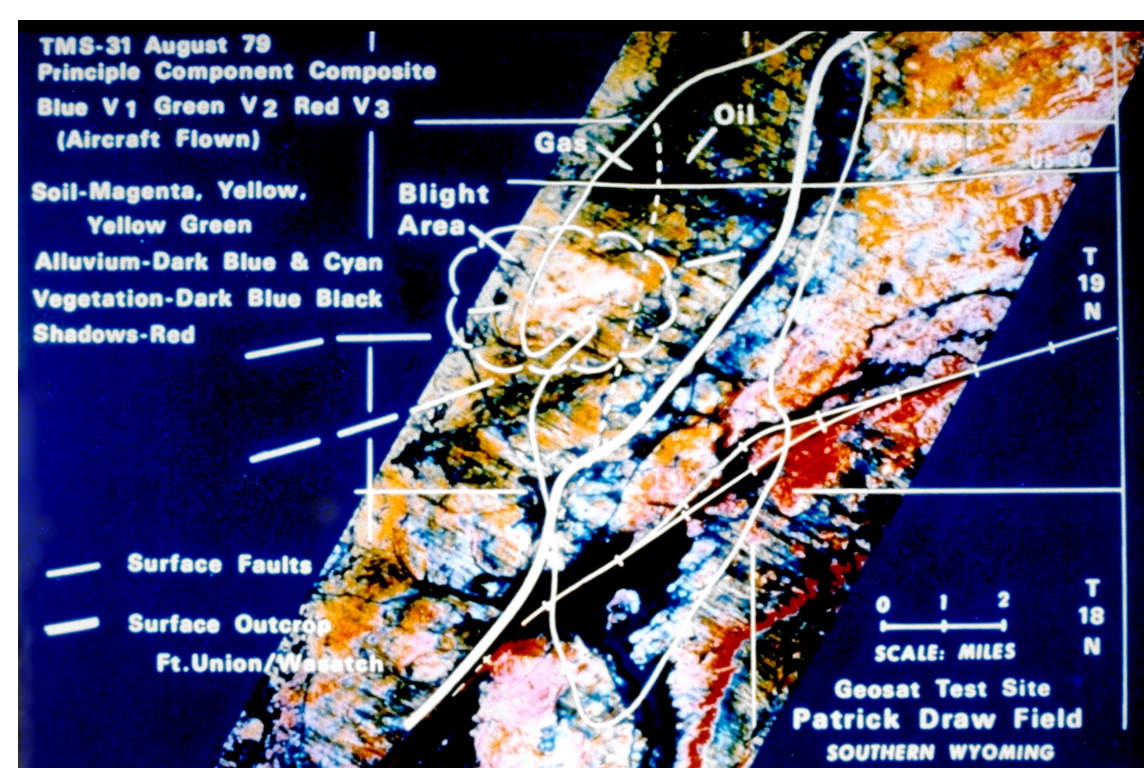 TMS-31 August 79
Principle Component Composite
Blue V1 Green V2 Red V3
(Aircraft Flown)
Soil-Magenta, Yellow,
Yellow Green
Alluvium-Dark Blue & Cyan
Vegetation-Dark Blue Black
Shadows-Red
Oil
Gas
Water
US 80
Blight
Area
T
19
N
Surface Faults
Surface Outcrop
Ft.Union/Wasatch
T
18
N
0 1 2
SCALE: MILES
Geosat Test Site
Patrick Draw Field
SOUTHERN WYOMING